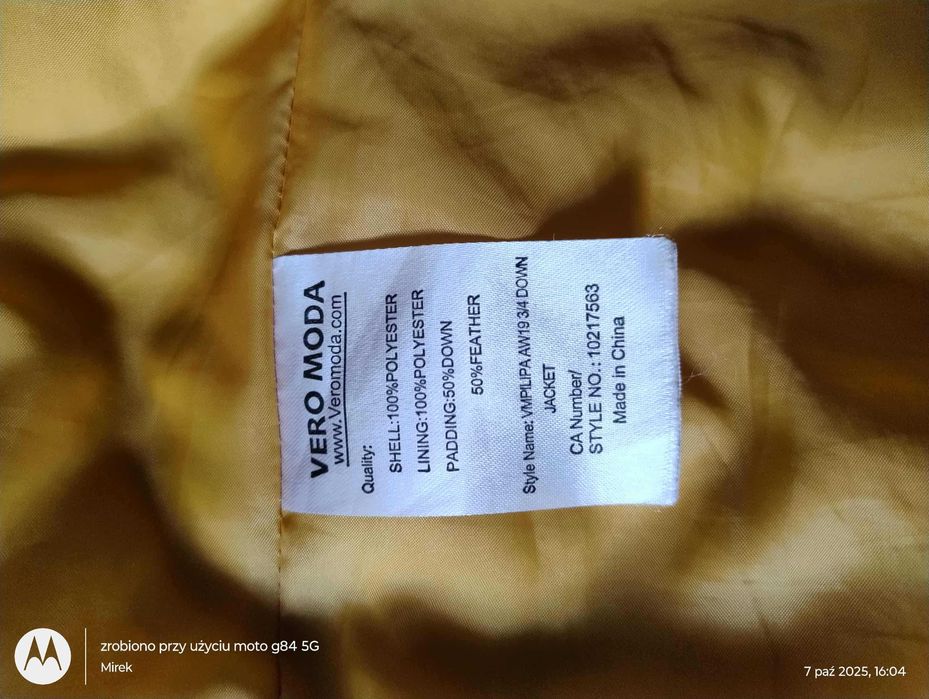 VERO MODA
www.Veromoda.com
Quality:
SHELL:100%POLYESTER
LINING:100%POLYESTER
PADDING:50%DOWN
50%FEATHER
Style Name: VMPILIPA AW19 3/4 DOWN
JACKET
CA Number/
STYLE NO.: 10217563
Made in China
zrobiono przy użyciu moto g84 5G
Mirek
7 paź 2025, 16:04